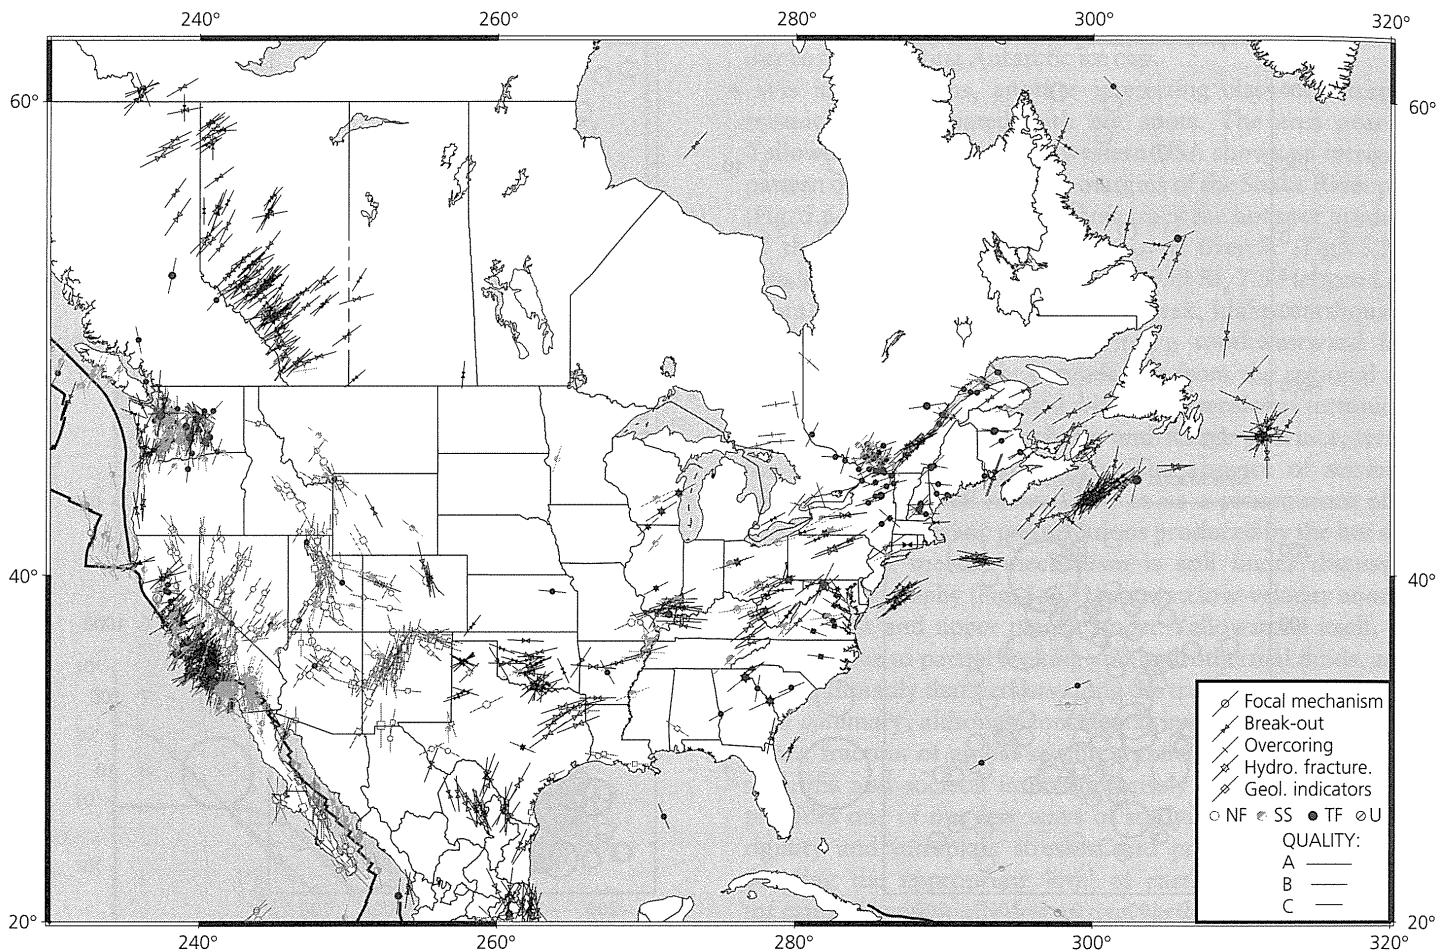 240° 260° 280° 300° 320°
60° 60°
40° 40°
20° 20°
Focal mechanism
Break-out
Overcoring
Hydro. fracture.
Geol. indicators
NF SS TF U
QUALITY:
A
B
C
240° 260° 280° 300° 320°